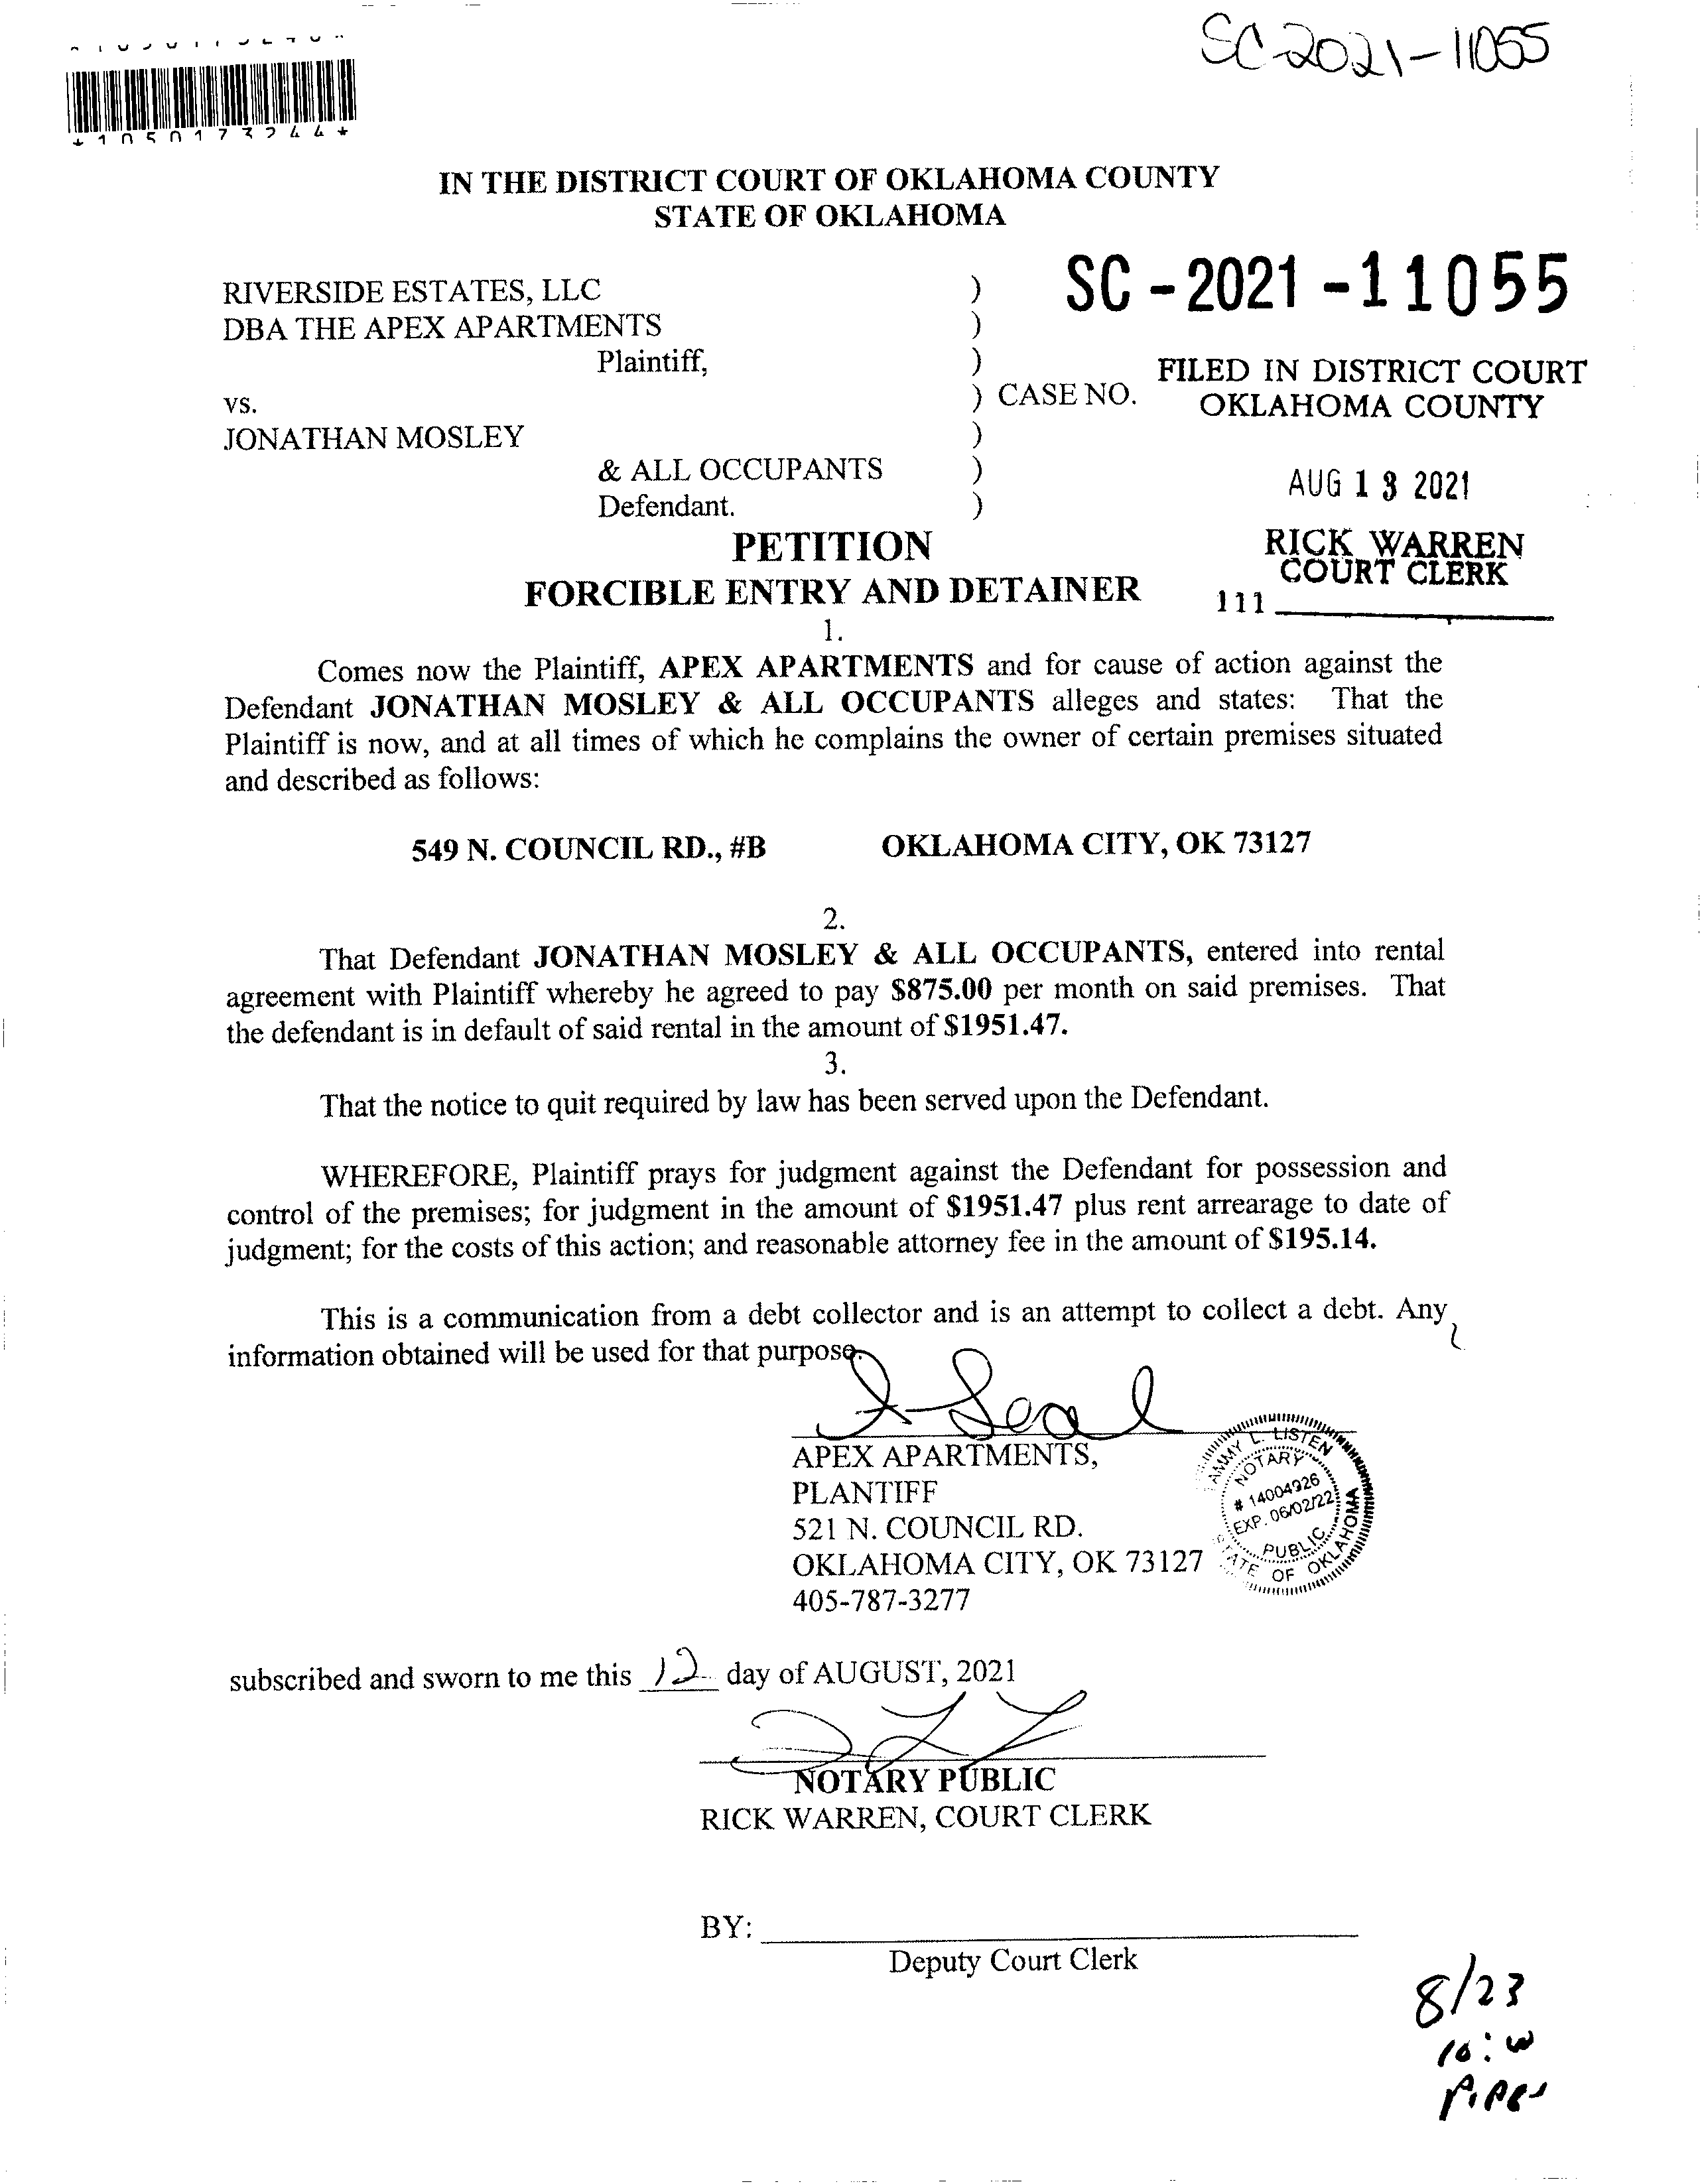 SC-2021-11055
*1050173244*
IN THE DISTRICT COURT OF OKLAHOMA COUNTY
STATE OF OKLAHOMA
RIVERSIDE ESTATES, LLC )
DBA THE APEX APARTMENTS )
Plaintiff, )
vs. ) CASE NO.
JONATHAN MOSLEY )
& ALL OCCUPANTS )
Defendant. )
SC-2021-11055
FILED IN DISTRICT COURT
OKLAHOMA COUNTY
AUG 13 2021
RICK WARREN
COURT CLERK
111
PETITION
FORCIBLE ENTRY AND DETAINER
1.
Comes now the Plaintiff, APEX APARTMENTS and for cause of action against the
Defendant JONATHAN MOSLEY & ALL OCCUPANTS alleges and states: That the
Plaintiff is now, and at all times of which he complains the owner of certain premises situated
and described as follows:
549 N. COUNCIL RD., #B OKLAHOMA CITY, OK 73127
2.
That Defendant JONATHAN MOSLEY & ALL OCCUPANTS, entered into rental
agreement with Plaintiff whereby he agreed to pay $875.00 per month on said premises. That
the defendant is in default of said rental in the amount of $1951.47.
3.
That the notice to quit required by law has been served upon the Defendant.
WHEREFORE, Plaintiff prays for judgment against the Defendant for possession and
control of the premises; for judgment in the amount of $1951.47 plus rent arrearage to date of
judgment; for the costs of this action; and reasonable attorney fee in the amount of $195.14.
This is a communication from a debt collector and is an attempt to collect a debt. Any
information obtained will be used for that purpose.
APEX APARTMENTS,
PLANTIFF
521 N. COUNCIL RD.
OKLAHOMA CITY, OK 73127
405-787-3277
L. LISTEN
NOTARY
# 14004926
EXP. 06/02/22
PUBLIC
STATE OF OKLAHOMA
subscribed and sworn to me this 12 day of AUGUST, 2021
NOTARY PUBLIC
RICK WARREN, COURT CLERK
BY:
Deputy Court Clerk
8/23